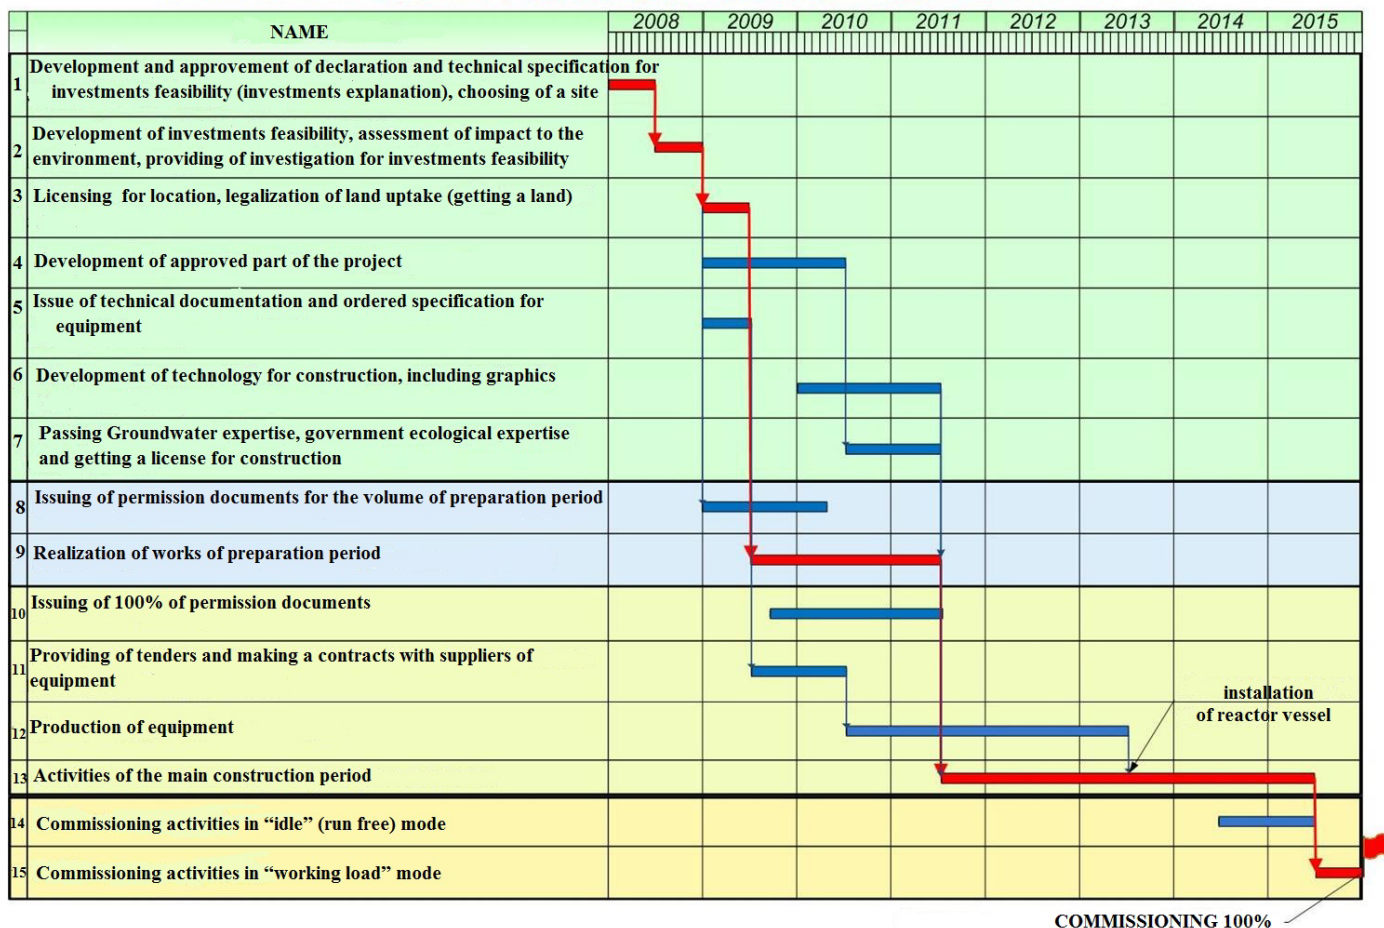 NAME
2008 2009 2010 2011 2012 2013 2014 2015
1 Development and approvement of declaration and technical specification for
investments feasibility (investments explanation), choosing of a site
2 Development of investments feasibility, assessment of impact to the
environment, providing of investigation for investments feasibility
3 Licensing for location, legalization of land uptake (getting a land)
4 Development of approved part of the project
5 Issue of technical documentation and ordered specification for
equipment
6 Development of technology for construction, including graphics
7 Passing Groundwater expertise, government ecological expertise
and getting a license for construction
8 Issuing of permission documents for the volume of preparation period
9 Realization of works of preparation period
10 Issuing of 100% of permission documents
11 Providing of tenders and making a contracts with suppliers of
equipment
installation
of reactor vessel
12 Production of equipment
13 Activities of the main construction period
14 Commissioning activities in “idle” (run free) mode
15 Commissioning activities in “working load” mode
COMMISSIONING 100%